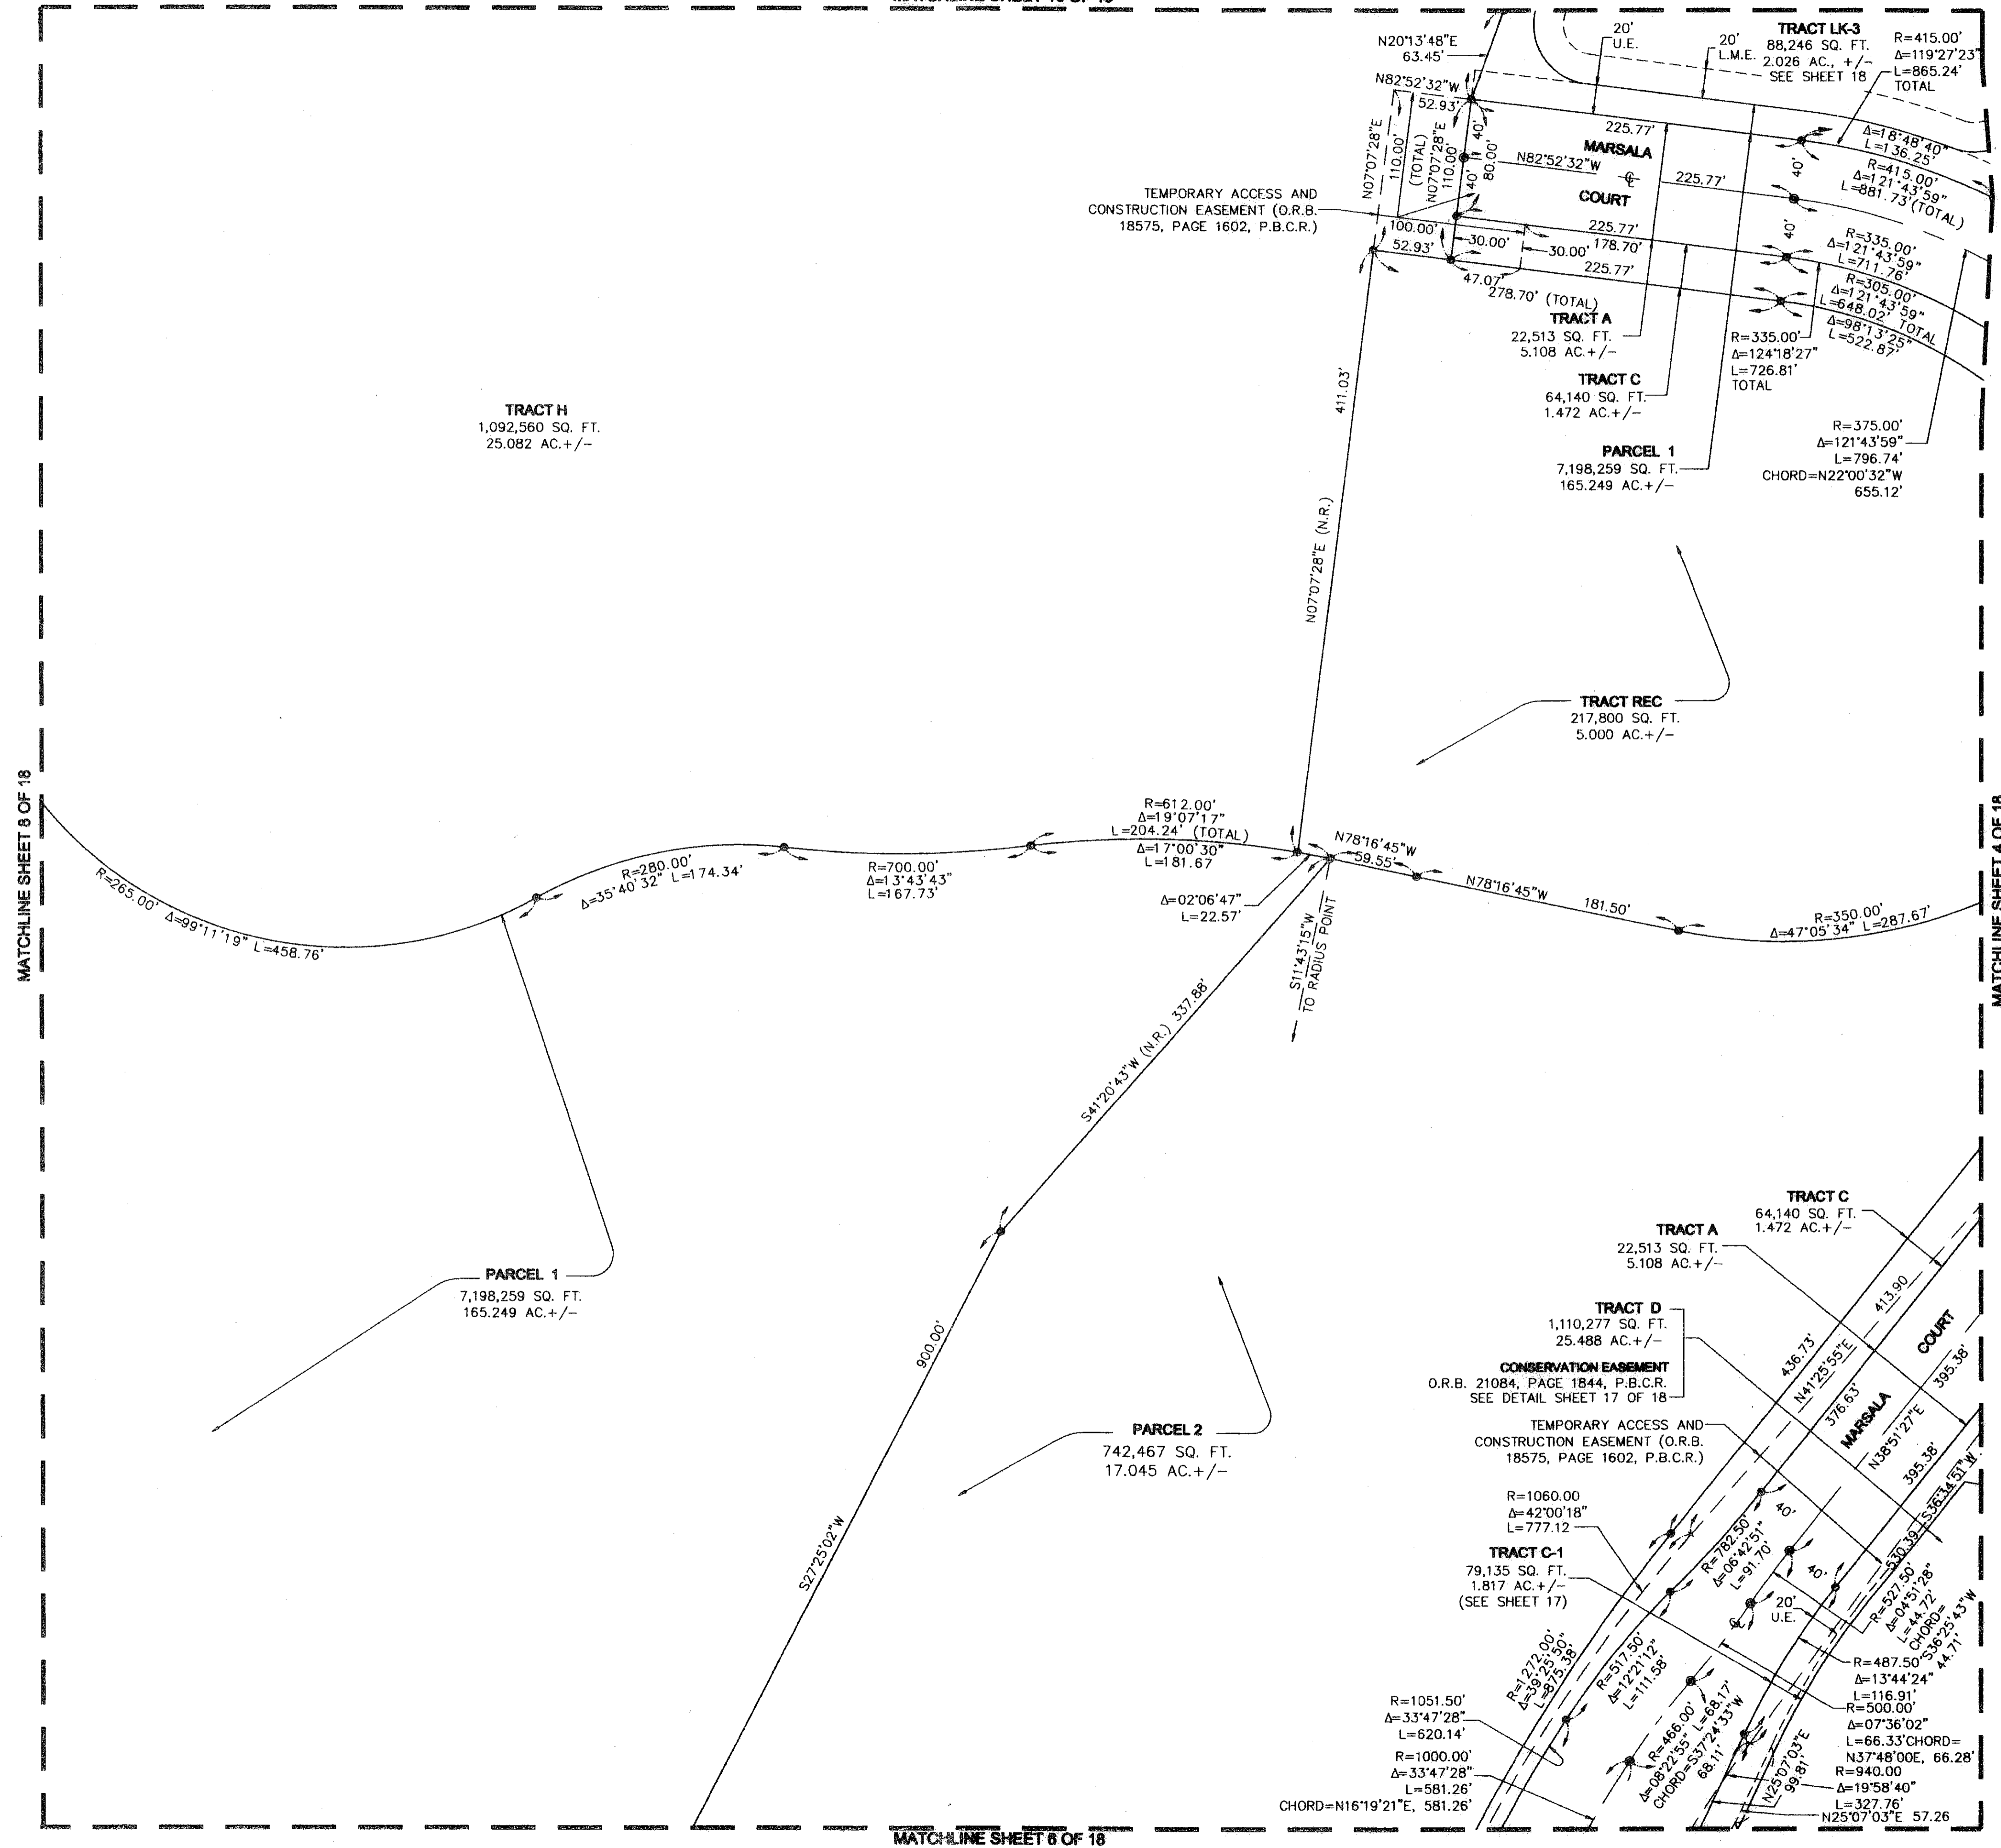 N20°13'48"E
63.45'
20'
U.E.
20'
L.M.E.
TRACT LK-3
88,246 SQ. FT.
2.026 AC., +/-
SEE SHEET 18
R=415.00'
Δ=119°27'23"
L=865.24'
TOTAL
N82°52'32"W
52.93'
N07°07'28"E
110.00'
(TOTAL)
N07°07'28"E
110.00'
40'
40'
80.00'
225.77'
MARSALA
N82°52'32"W
℄
225.77'
COURT
225.77'
178.70'
40'
40'
Δ=18°48'40"
L=136.25'
R=415.00'
Δ=121°43'59"
L=881.73'(TOTAL)
TEMPORARY ACCESS AND
CONSTRUCTION EASEMENT (O.R.B.
18575, PAGE 1602, P.B.C.R.)
100.00'
52.93'
30.00'
30.00'
225.77'
47.07'
278.70' (TOTAL)
R=335.00'
Δ=121°43'59"
L=711.76'
R=305.00'
Δ=121°43'59"
L=648.02' TOTAL
Δ=98°13'25"
L=522.87'
TRACT A
22,513 SQ. FT.
5.108 AC.+/-
R=335.00'
Δ=124°18'27"
L=726.81'
TOTAL
TRACT C
64,140 SQ. FT.
1.472 AC.+/-
R=375.00'
Δ=121°43'59"
L=796.74'
CHORD=N22°00'32"W
655.12'
PARCEL 1
7,198,259 SQ. FT.
165.249 AC.+/-
TRACT H
1,092,560 SQ. FT.
25.082 AC.+/-
411.03'
N07°07'28"E (N.R.)
TRACT REC
217,800 SQ. FT.
5.000 AC.+/-
MATCHLINE SHEET 8 OF 18
MATCHLINE SHEET 4 OF 18
R=265.00' Δ=99°11'19" L=458.76'
R=280.00'
Δ=35°40'32" L=174.34'
R=700.00'
Δ=13°43'43"
L=167.73'
R=612.00'
Δ=19°07'17"
L=204.24' (TOTAL)
Δ=17°00'30"
L=181.67
Δ=02°06'47"
L=22.57'
N78°16'45"W
59.55'
N78°16'45"W
181.50'
R=350.00'
Δ=47°05'34" L=287.67'
S11°43'15"W
TO RADIUS POINT
S41°20'43"W (N.R.) 337.88'
900.00'
S27°25'02"W
PARCEL 1
7,198,259 SQ. FT.
165.249 AC.+/-
PARCEL 2
742,467 SQ. FT.
17.045 AC.+/-
TRACT C
64,140 SQ. FT.
1.472 AC.+/-
TRACT A
22,513 SQ. FT.
5.108 AC.+/-
TRACT D
1,110,277 SQ. FT.
25.488 AC.+/-
CONSERVATION EASEMENT
O.R.B. 21084, PAGE 1844, P.B.C.R.
SEE DETAIL SHEET 17 OF 18
TEMPORARY ACCESS AND
CONSTRUCTION EASEMENT (O.R.B.
18575, PAGE 1602, P.B.C.R.)
436.73'
N41°25'55"E
413.90
376.63'
MARSALA
COURT
N38°51'27"E
395.38'
395.38'
530.39
S36°34'51"W
R=1060.00
Δ=42°00'18"
L=777.12
TRACT C-1
79,135 SQ. FT.
1.817 AC.+/-
(SEE SHEET 17)
R=782.50'
Δ=06°42'51"
L=91.70'
40'
40'
20'
U.E.
℄
R=527.50'
Δ=04°51'28"
L=44.72'
CHORD=
S36°25'43"W
44.71'
R=487.50'
Δ=13°44'24"
L=116.91'
R=500.00'
Δ=07°36'02"
L=66.33'CHORD=
N37°48'00E, 66.28'
R=940.00
Δ=19°58'40"
L=327.76'
N25°07'03"E 57.26
N25°07'03"E
99.81'
R=1272.00'
Δ=39°25'50"
L=875.38'
R=517.50'
Δ=12°21'12"
L=111.58'
R=466.00'
Δ=08°22'55" L=68.17'
CHORD=S37°24'33"W
68.11'
R=1051.50'
Δ=33°47'28"
L=620.14'
R=1000.00'
Δ=33°47'28"
L=581.26'
CHORD=N16°19'21"E, 581.26'
MATCHLINE SHEET 6 OF 18